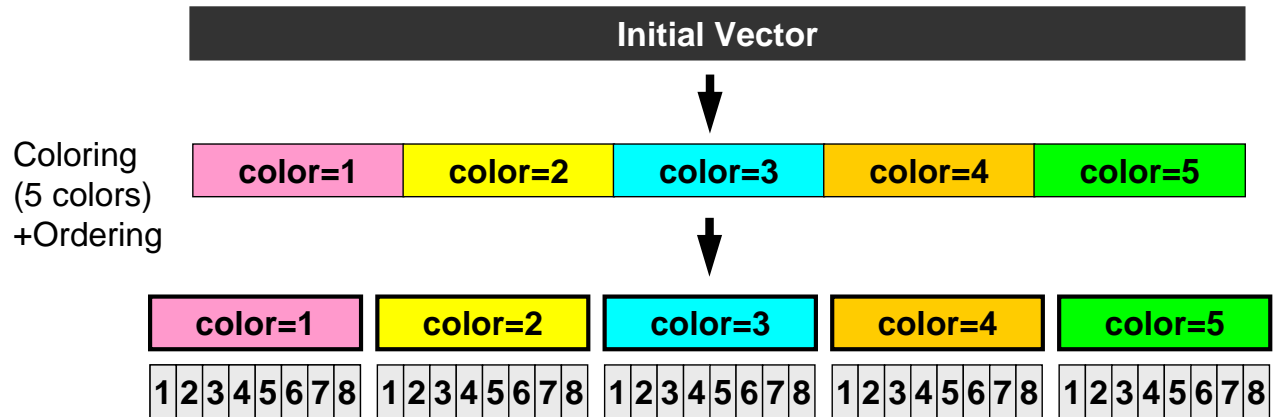 Initial Vector
Coloring
(5 colors)
+Ordering
color=1 color=2 color=3 color=4 color=5
color=1 color=2 color=3 color=4 color=5
1 2 3 4 5 6 7 8 1 2 3 4 5 6 7 8 1 2 3 4 5 6 7 8 1 2 3 4 5 6 7 8 1 2 3 4 5 6 7 8